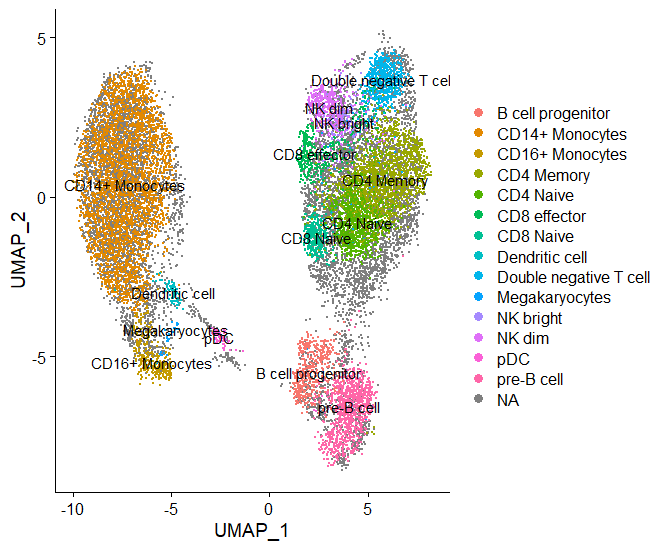 5
0
-5
UMAP_2
-10
-5
0
5
UMAP_1
Double negative T cel
NK dim
NK bright
CD8 effector
CD14+ Monocytes
CD4 Memory
CD4 Naive
CD8 Naive
Dendritic cell
Megakaryocytes
pDC
CD16+ Monocytes
B cell progenitor
pre-B cell
B cell progenitor
CD14+ Monocytes
CD16+ Monocytes
CD4 Memory
CD4 Naive
CD8 effector
CD8 Naive
Dendritic cell
Double negative T cell
Megakaryocytes
NK bright
NK dim
pDC
pre-B cell
NA